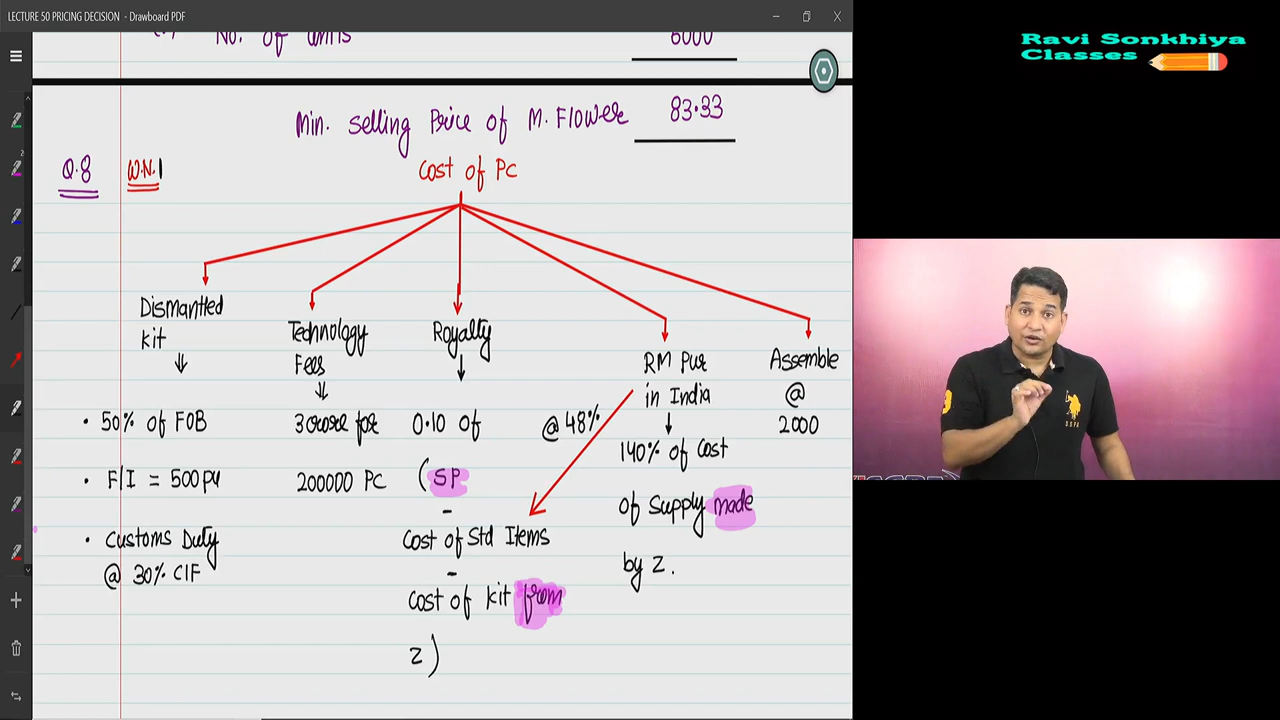 LECTURE 50 PRICING DECISION - Drawboard PDF
Ravi Sonkhiya
Classes
No. of units 6000
Min. selling Price of M. Flower 83.33
Q.8 W.N.1 Cost of PC
Dismantled
kit
Technology
Fees
Royalty
RM Pur
in India
Assemble
@
2000
• 50% of FOB
• F/I = 500 pu
• Customs Duty
@ 30% CIF
200000 PC
0.10 of
(SP
-
Cost of Std Items
-
Cost of kit from
Z)
@ 48%
140% of Cost
of supply made
by Z.